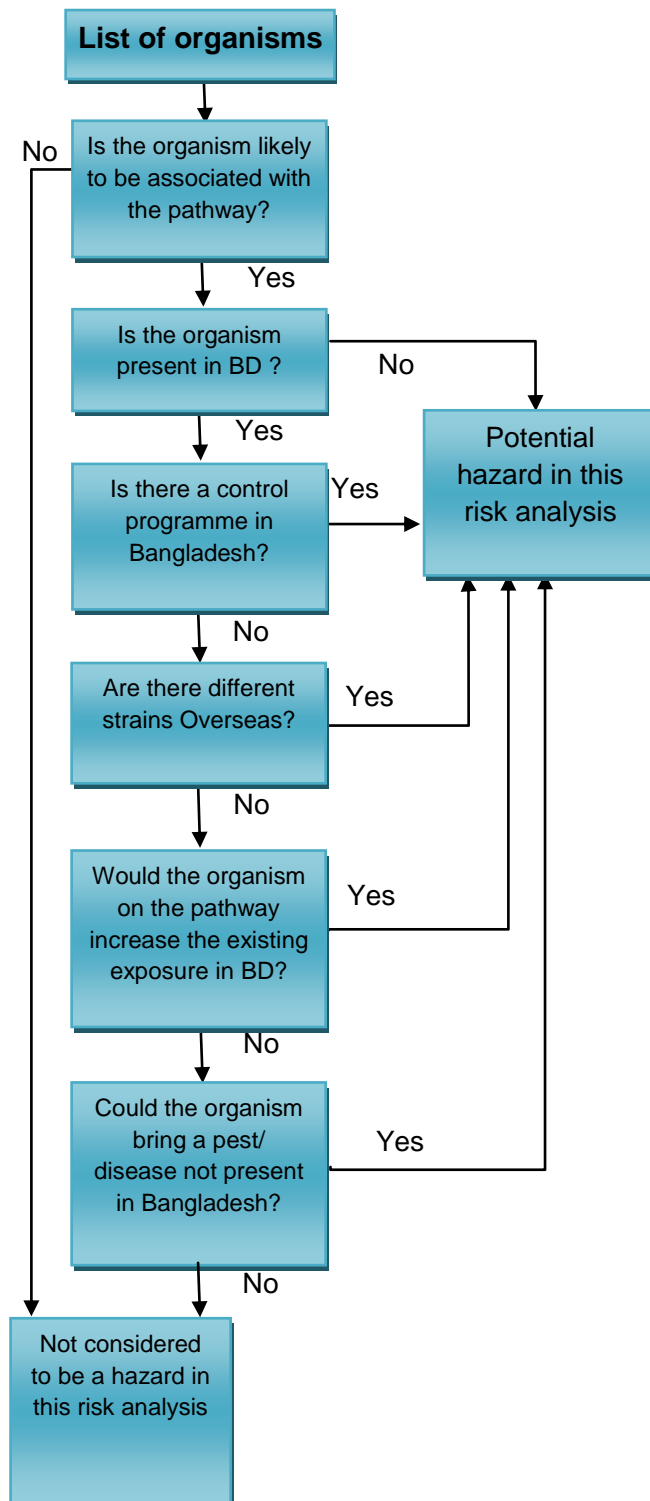 List of organisms
No
Is the organism likely
to be associated with
the pathway?
Yes
Is the organism
present in BD ?
No
Yes
Potential
hazard in this
risk analysis
Is there a control
programme in
Bangladesh?
Yes
No
Are there different
strains Overseas?
Yes
No
Would the organism
on the pathway
increase the existing
exposure in BD?
Yes
No
Could the organism
bring a pest/
disease not present
in Bangladesh?
Yes
No
Not considered
to be a hazard in
this risk analysis